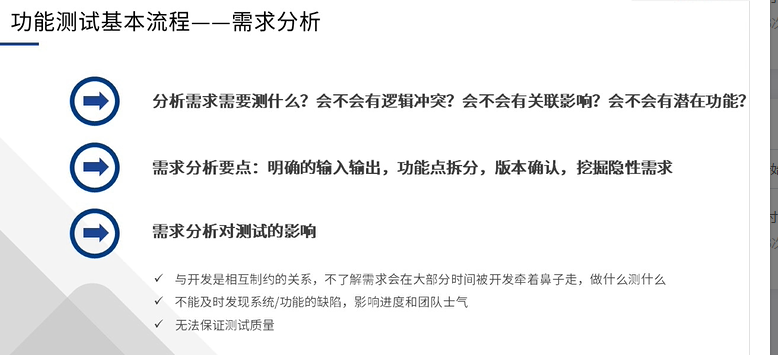 功能测试基本流程——需求分析
分析需求需要测什么？会不会有逻辑冲突？会不会有关联影响？会不会有潜在功能？
需求分析要点：明确的输入输出，功能点拆分，版本确认，挖掘隐性需求
需求分析对测试的影响
✓ 与开发是相互制约的关系，不了解需求会在大部分时间被开发牵着鼻子走，做什么测什么
✓ 不能及时发现系统/功能的缺陷，影响进度和团队士气
✓ 无法保证测试质量